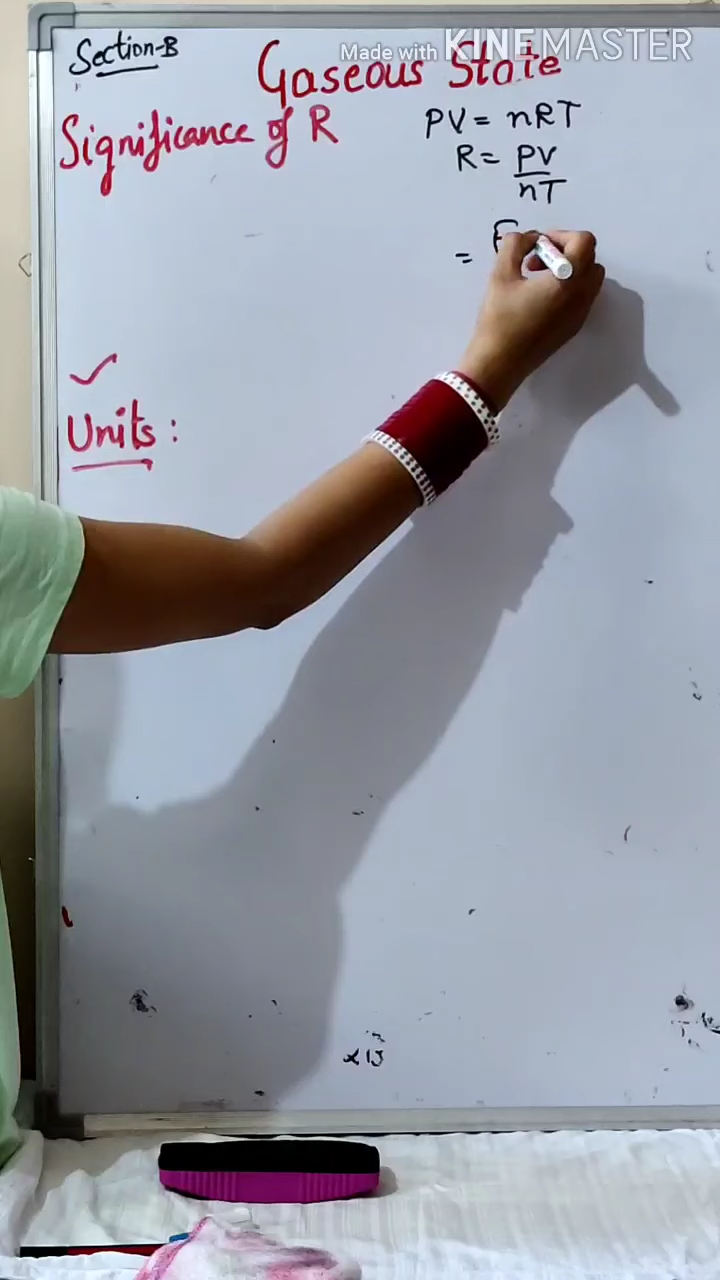 Section-B
Made with KINEMASTER
Gaseous State
Significance of R
PV = nRT
R = PV
nT
=
Units :